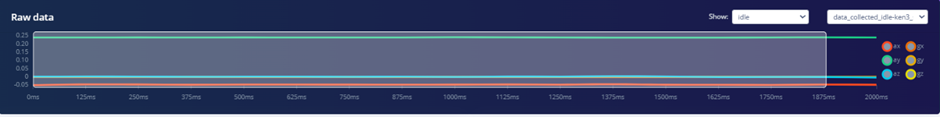 Raw data
Show:
idle
data_collected_idle-ken3_
0.25
0.20
0.15
0.10
0.05
0
-0.05
ax gx
ay gy
az gz
0ms 125ms 250ms 375ms 500ms 625ms 750ms 875ms 1000ms 1125ms 1250ms 1375ms 1500ms 1625ms 1750ms 1875ms 2000ms